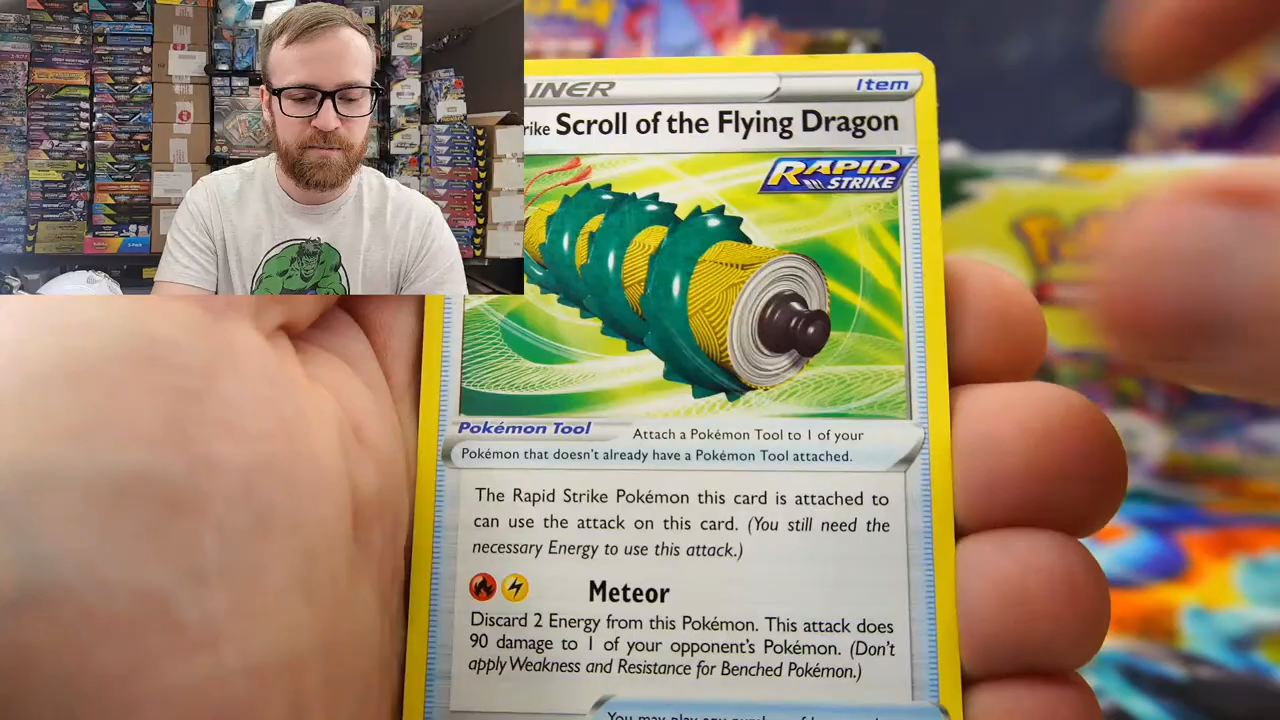 AINER
Item
rike Scroll of the Flying Dragon
RAPID
STRIKE
Pokémon Tool Attach a Pokémon Tool to 1 of your
Pokémon that doesn't already have a Pokémon Tool attached.
The Rapid Strike Pokémon this card is attached to
can use the attack on this card. (You still need the
necessary Energy to use this attack.)
Meteor
Discard 2 Energy from this Pokémon. This attack does
90 damage to 1 of your opponent's Pokémon. (Don't
apply Weakness and Resistance for Benched Pokémon.)